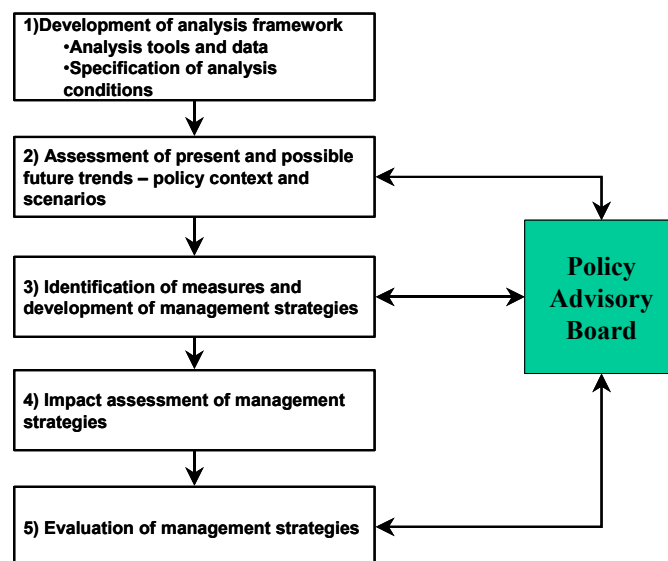 1)Development of analysis framework
•Analysis tools and data
•Specification of analysis
conditions
2) Assessment of present and possible
future trends – policy context and
scenarios
3) Identification of measures and
development of management strategies
4) Impact assessment of management
strategies
5) Evaluation of management strategies
Policy
Advisory
Board